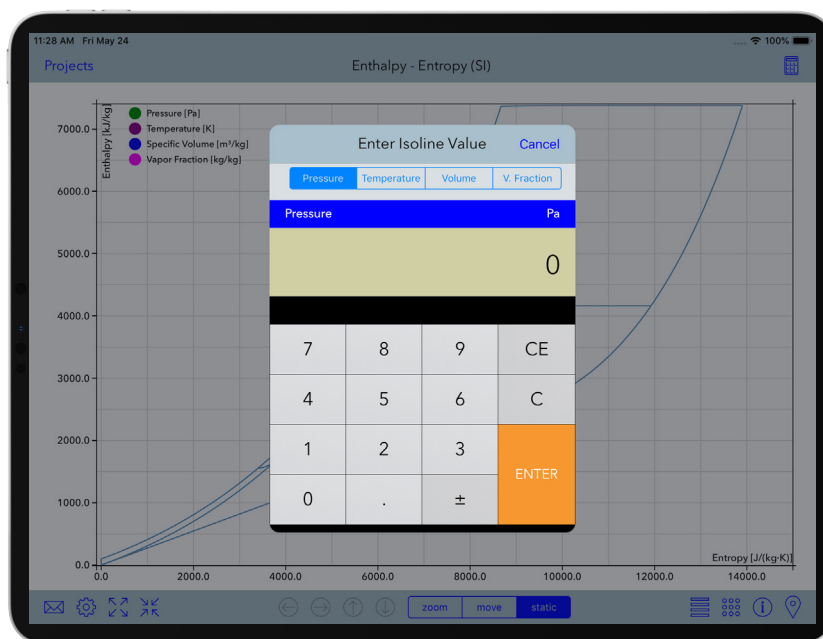 11:28 AM Fri May 24
100%
Projects
Enthalpy - Entropy (SI)
Enthalpy [kJ/kg]
Pressure [Pa]
Temperature [K]
Specific Volume [m³/kg]
Vapor Fraction [kg/kg]
7000.0
6000.0
5000.0
4000.0
3000.0
2000.0
1000.0
0.0
Enter Isoline Value
Cancel
Pressure Temperature Volume V. Fraction
Pressure Pa
0
7 8 9 CE
4 5 6 C
1 2 3
ENTER
0 . ±
Entropy [J/(kg·K)]
0.0 2000.0 4000.0 6000.0 8000.0 10000.0 12000.0 14000.0
zoom move static